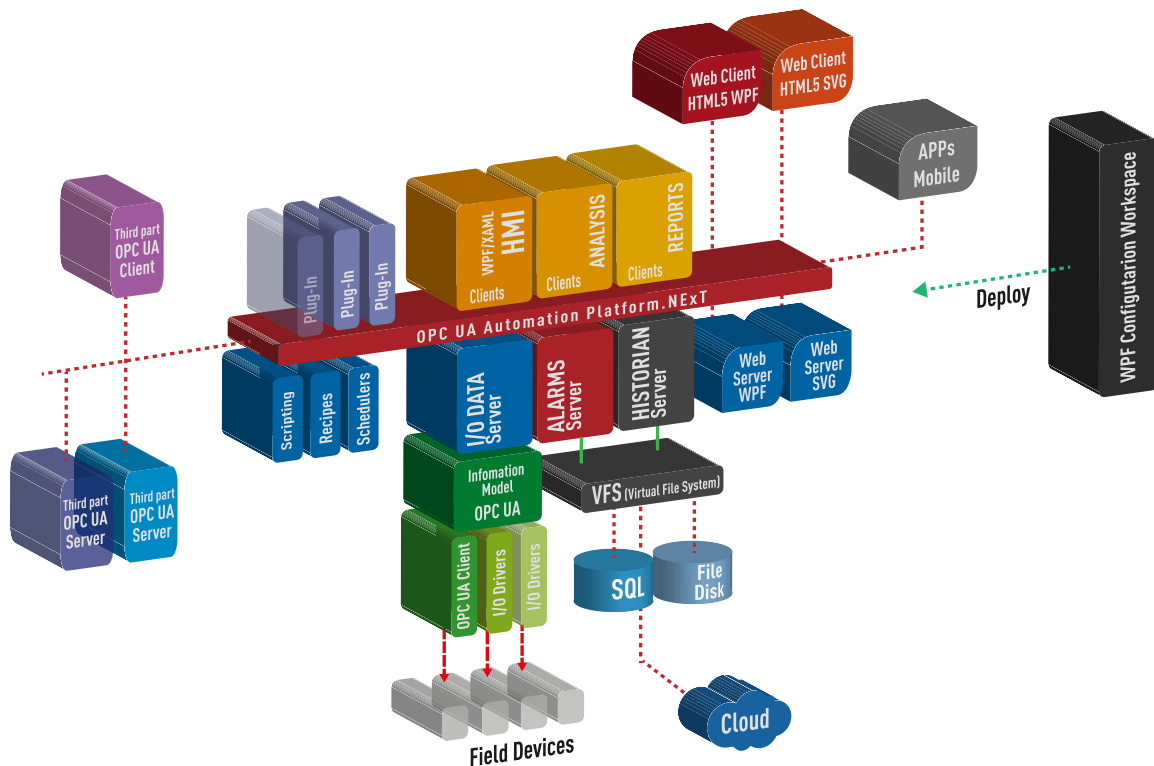 Web Client
HTML5 WPF
Web Client
HTML5 SVG
APPs
Mobile
WPF Configutarion Workspace
Deploy
Third part
OPC UA
Client
Plug-In
Plug-In
Plug-In
WPF/XAML
HMI
Clients
ANALYSIS
Clients
REPORTS
Clients
OPC UA Automation Platform.NExT
Scripting
Recipes
Schedulers
I/O DATA
Server
ALARMS
Server
HISTORIAN
Server
Web
Server
WPF
Web
Server
SVG
Third part
OPC UA
Server
Third part
OPC UA
Server
Infomation
Model
OPC UA
VFS (Virtual File System)
OPC UA Client
I/O Drivers
I/O Drivers
SQL
File
Disk
Cloud
Field Devices